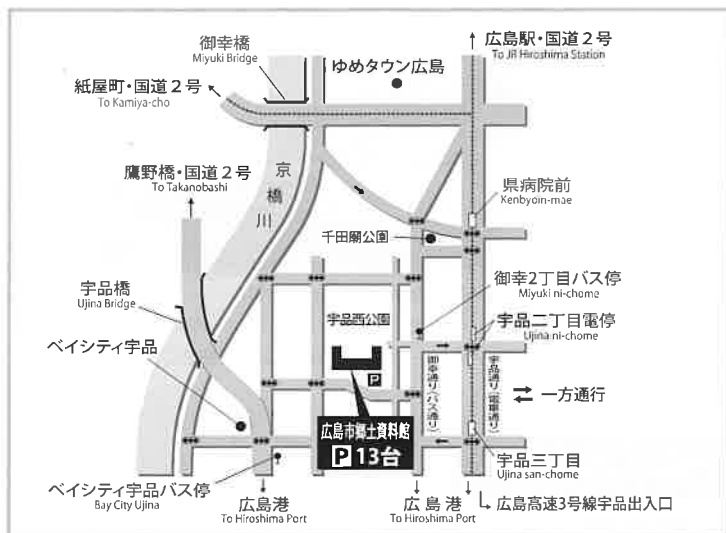 御幸橋
Miyuki Bridge
広島駅・国道2号
To JR Hiroshima Station
ゆめタウン広島
紙屋町・国道2号
To Kamiya-cho
鷹野橋・国道2号
To Takanobashi
京橋川
県病院前
Kenbyoin-mae
千田廟公園
宇品橋
Ujina Bridge
御幸2丁目バス停
Miyuki ni-chome
宇品西公園
宇品二丁目電停
Ujina ni-chome
ベイシティ宇品
P
御幸通り(バス通り)
宇品通り(電車通り)
一方通行
広島市郷土資料館
P 13台
宇品三丁目
Ujina san-chome
ベイシティ宇品バス停
Bay City Ujina
広島港
To Hiroshima Port
広島港
To Hiroshima Port
広島高速3号線宇品出入口